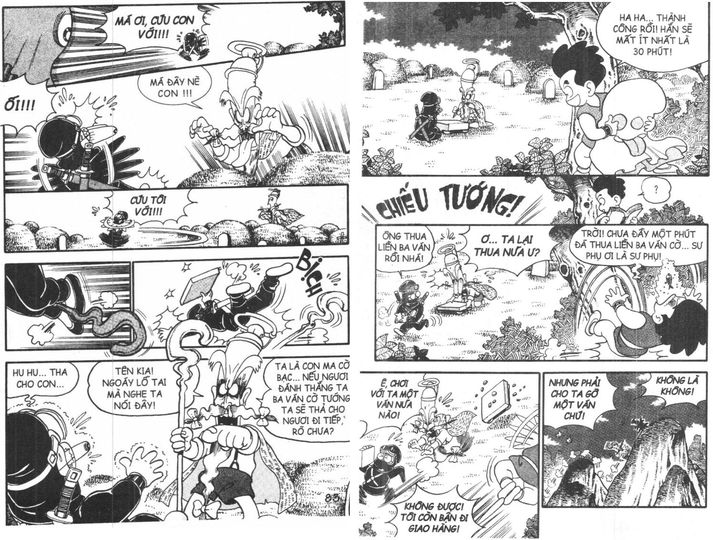 MÁ ƠI, CỨU CON
VỚI!!!
MÁ ĐÂY NÈ
CON !!!
ỐI!!!
CỨU TÔI
VỚI!!!
BỊCH
HU HU... THA
CHO CON...
TÊN KIA!
NGOÁY LỖ TAI
MÀ NGHE TA
NÓI ĐÂY!
TA LÀ CON MA CỜ
BẠC... NẾU NGƯƠI
ĐÁNH THẮNG TA
BA VÁN CỜ TƯỚNG
TA SẼ THẢ CHO
NGƯƠI ĐI TIẾP,
RÕ CHƯA?
85
HA HA... THÀNH
CÔNG RỒI! HẮN SẼ
MẤT ÍT NHẤT LÀ
30 PHÚT!
CHIẾU TƯỚNG!
?
ÔNG THUA
LIỀN BA VÁN
RỒI NHÁ!
Ơ... TA LẠI
THUA NỮA Ư?
TRỜI! CHƯA ĐẦY MỘT PHÚT
ĐÃ THUA LIỀN BA VÁN CỜ... SƯ
PHỤ ƠI LÀ SƯ PHỤ!
Ê, CHƠI
VỚI TA MỘT
VÁN NỮA
NÀO!
KHÔNG ĐƯỢC!
TÔI CÒN BẬN ĐI
GIAO HÀNG!
NHƯNG PHẢI
CHO TA GỠ
MỘT VÁN
CHỨ!
KHÔNG LÀ
KHÔNG!